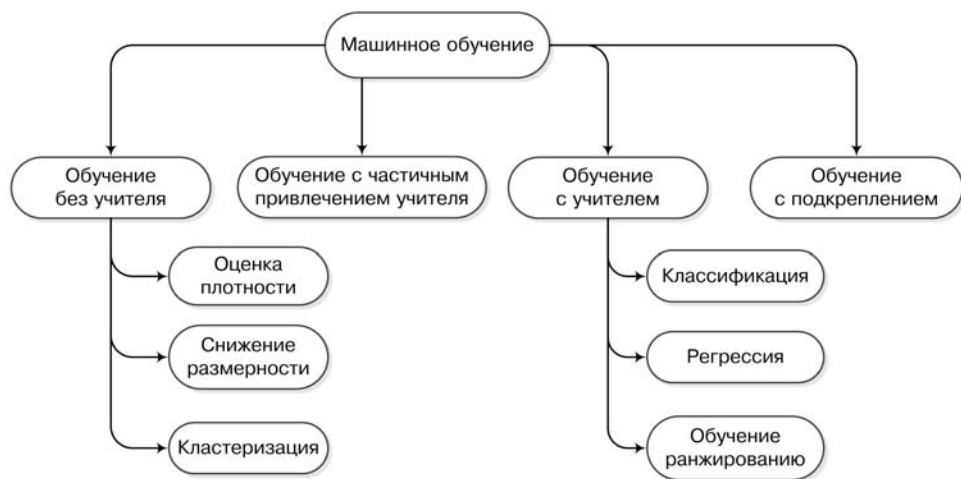 Машинное обучение
Обучение
без учителя
Обучение с частичным
привлечением учителя
Обучение
с учителем
Обучение
с подкреплением
Оценка
плотности
Снижение
размерности
Кластеризация
Классификация
Регрессия
Обучение
ранжированию